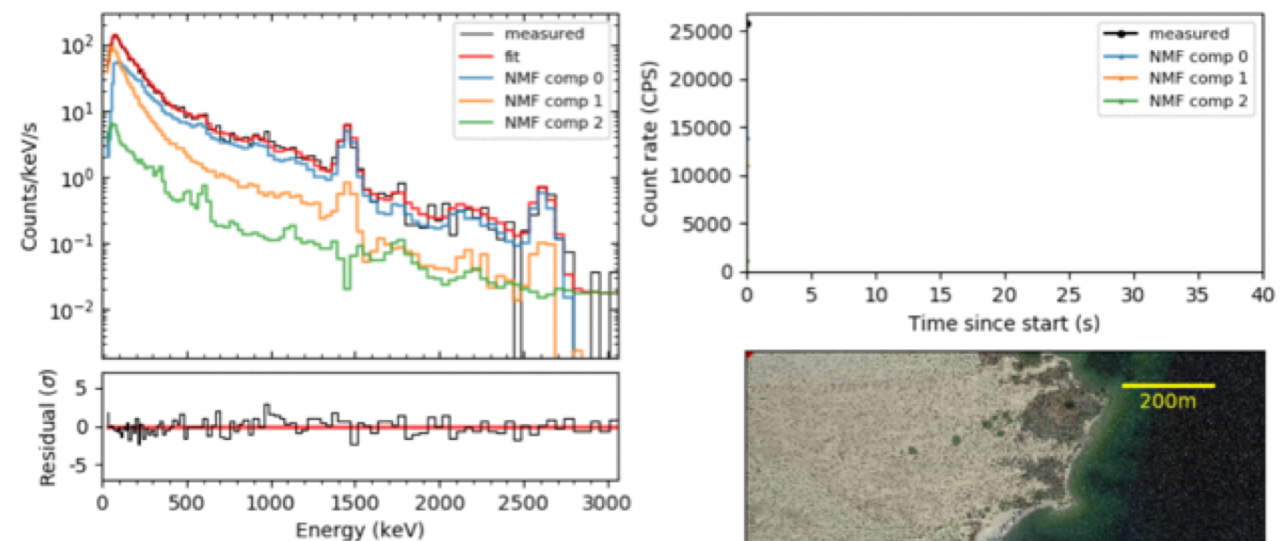 10²
10¹
10⁰
10⁻¹
10⁻²
Counts/keV/s
measured
fit
NMF comp 0
NMF comp 1
NMF comp 2
5
0
-5
Residual (σ)
0 500 1000 1500 2000 2500 3000
Energy (keV)
25000
20000
15000
10000
5000
0
Count rate (CPS)
measured
NMF comp 0
NMF comp 1
NMF comp 2
0 5 10 15 20 25 30 35 40
Time since start (s)
200m